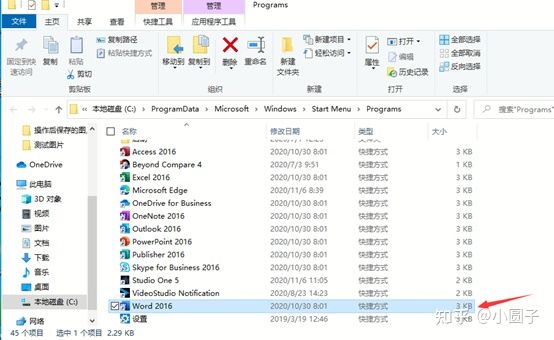 管理 管理 Programs
文件 主页 共享 查看 快捷工具 应用程序工具
固定到快速访问 复制 粘贴 复制路径 粘贴快捷方式 剪切 移动到 复制到 删除 重命名 新建文件夹 新建项目 轻松访问 属性 打开 编辑 历史记录 全部选择 全部取消 反向选择
剪贴板 组织 新建 打开 选择
本地磁盘 (C:) > ProgramData > Microsoft > Windows > Start Menu > Programs 搜索"Programs"
名称 修改日期 类型 大小
操作后保存的图
测试图片
OneDrive
此电脑
3D 对象
视频
图片
文档
下载
音乐
桌面
本地磁盘 (C:)
网络
Access 2016 2020/10/30 8:01 快捷方式 3 KB
Beyond Compare 4 2020/7/3 9:51 快捷方式 1 KB
Excel 2016 2020/10/30 8:01 快捷方式 3 KB
Microsoft Edge 2020/11/6 8:39 快捷方式 3 KB
OneDrive for Business 2020/10/30 8:01 快捷方式 3 KB
OneNote 2016 2020/10/30 8:01 快捷方式 3 KB
Outlook 2016 2020/10/30 8:01 快捷方式 3 KB
PowerPoint 2016 2020/10/30 8:01 快捷方式 3 KB
Publisher 2016 2020/10/30 8:01 快捷方式 3 KB
Skype for Business 2016 2020/10/30 8:01 快捷方式 3 KB
Studio One 5 2020/11/6 11:05 快捷方式 2 KB
VideoStudio Notification 2020/8/23 14:23 快捷方式 2 KB
Word 2016 2020/10/30 8:01 快捷方式 3 KB
设置 2019/3/19 12:46 快捷方式
45 个项目 选中 1 个项目 2.29 KB
知乎 @小圆子